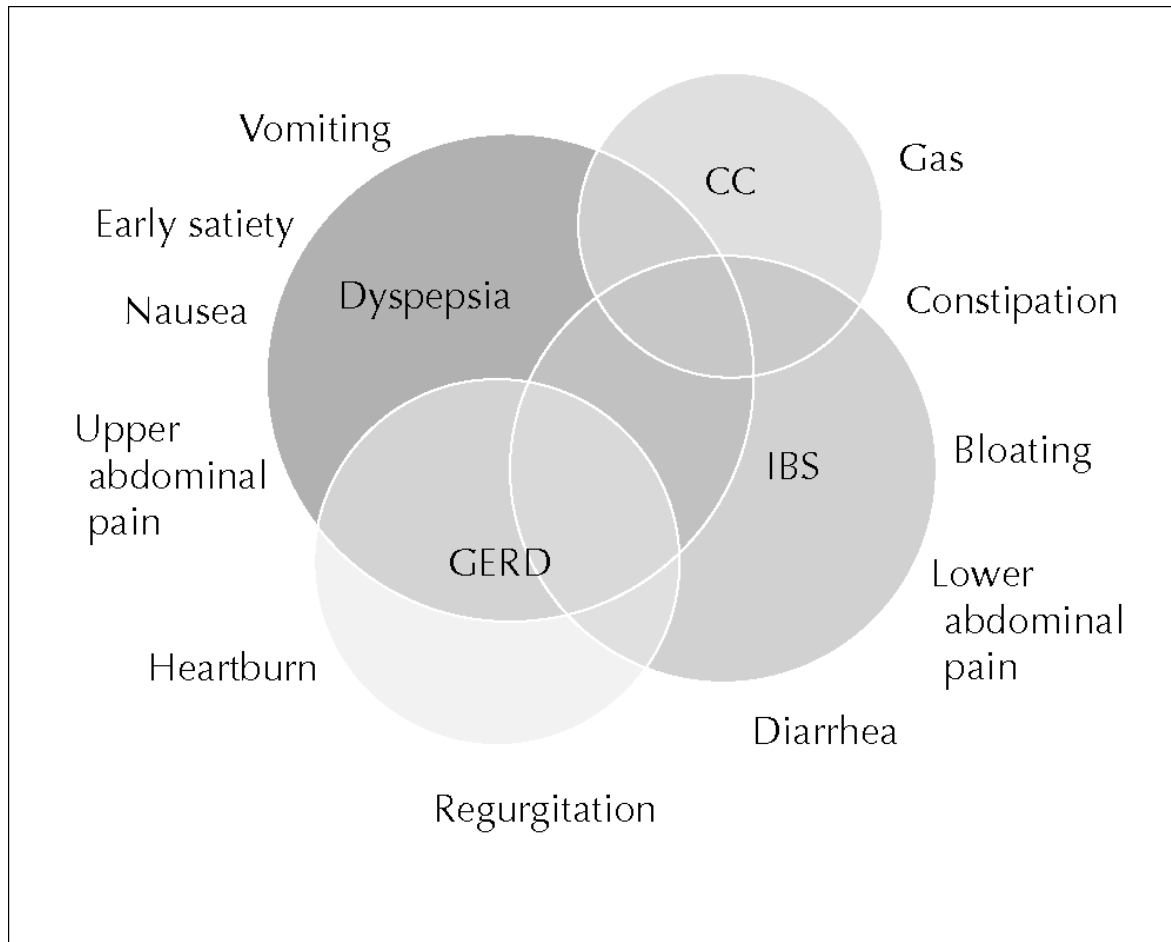 Vomiting
CC
Gas
Early satiety
Nausea
Dyspepsia
Constipation
Upper
abdominal
pain
IBS
Bloating
GERD
Lower
abdominal
pain
Heartburn
Diarrhea
Regurgitation